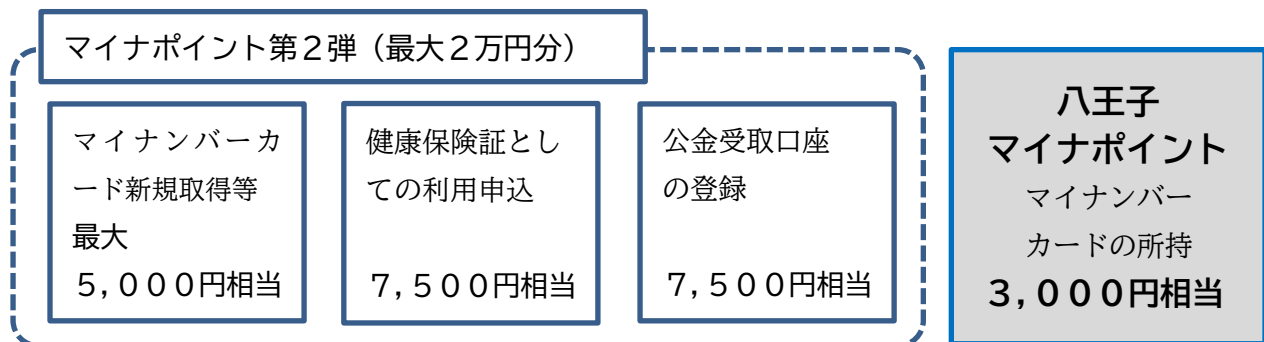 マイナポイント第２弾（最大２万円分）
マイナンバーカ
ード新規取得等
最大
５,０００円相当
健康保険証とし
ての利用申込
７,５００円相当
公金受取口座
の登録
７,５００円相当
八王子
マイナポイント
マイナンバー
カードの所持
３,０００円相当